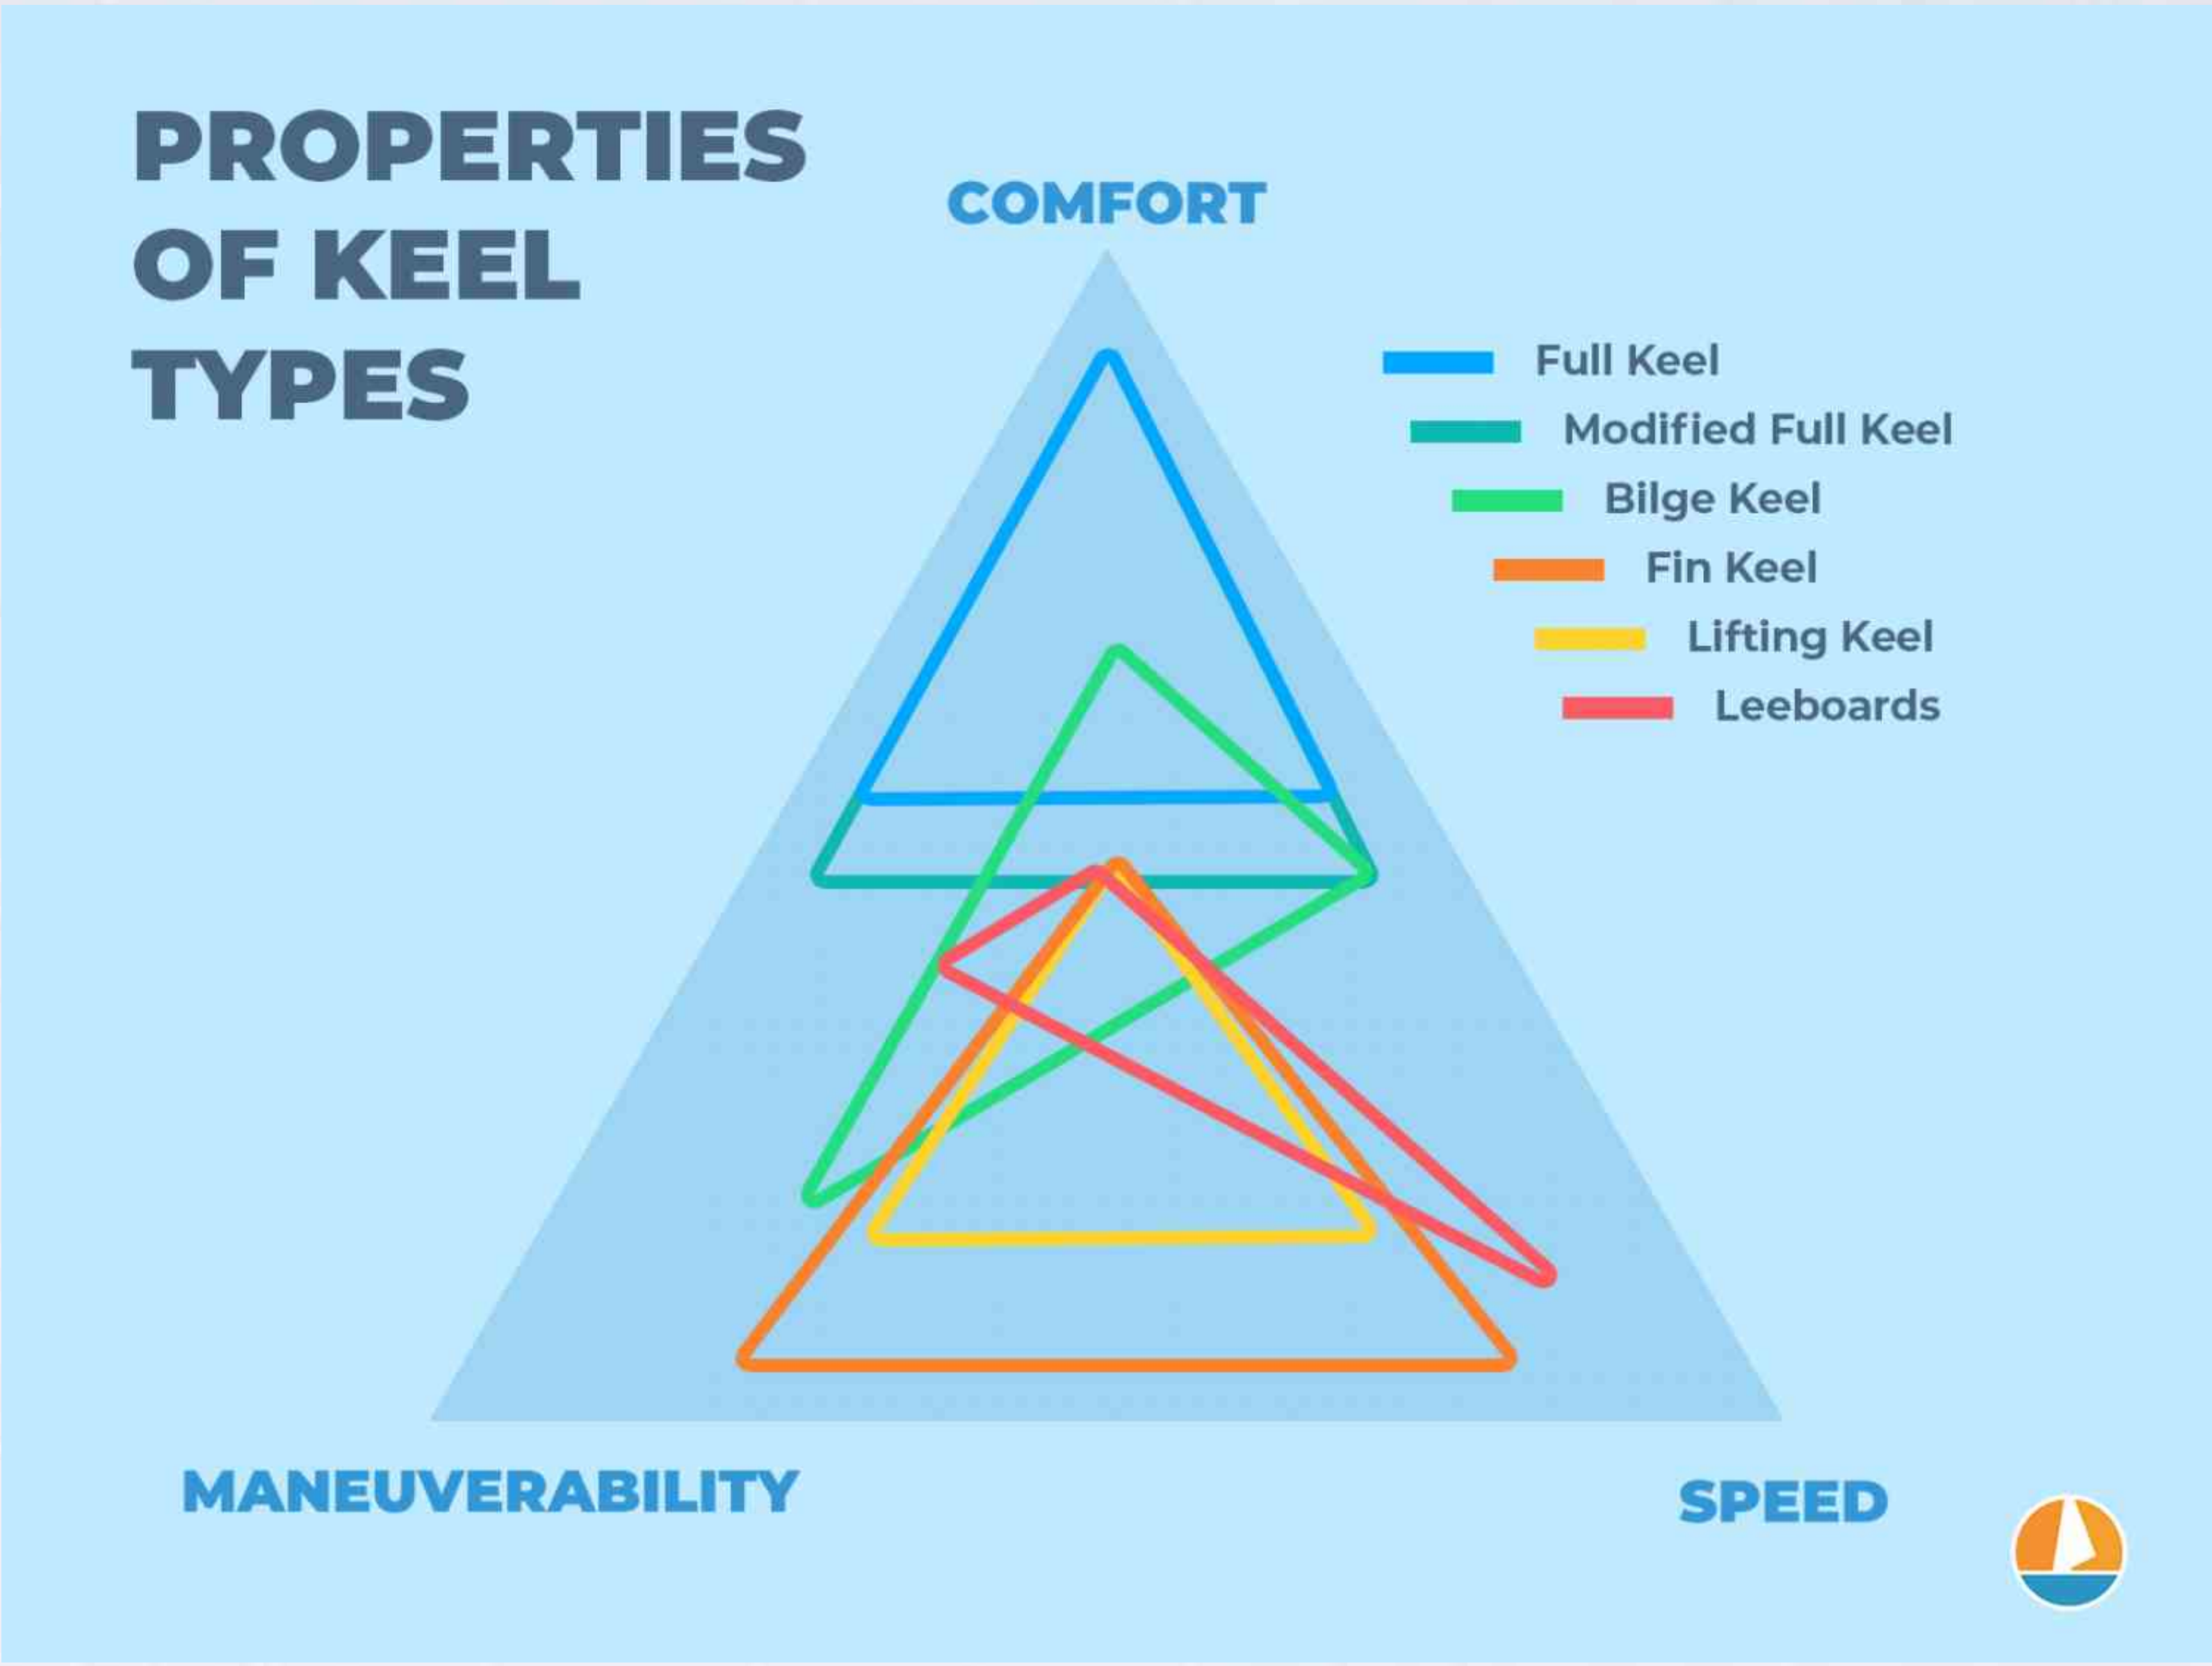 PROPERTIES
OF KEEL
TYPES
COMFORT
Full Keel
Modified Full Keel
Bilge Keel
Fin Keel
Lifting Keel
Leeboards
MANEUVERABILITY
SPEED